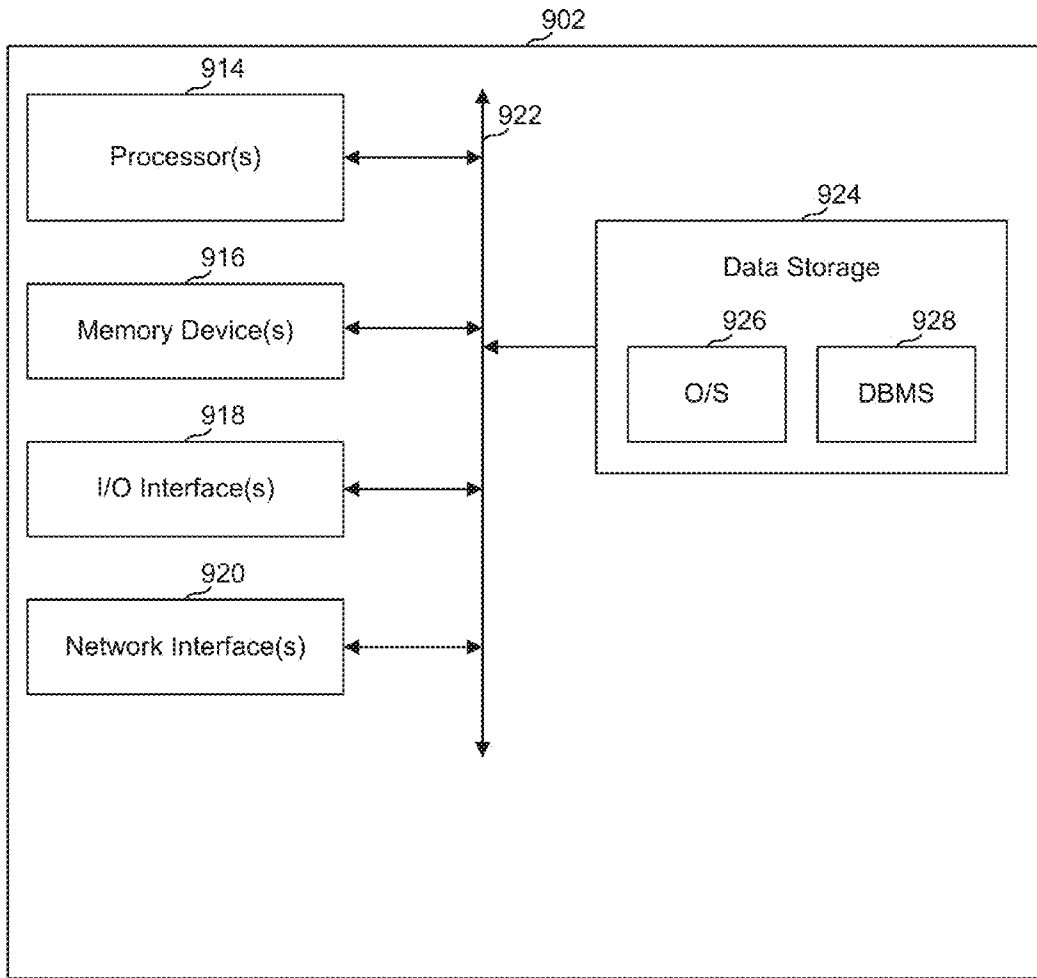 902
914
Processor(s)
922
924
Data Storage
916
Memory Device(s)
926
928
O/S
DBMS
918
I/O Interface(s)
920
Network Interface(s)